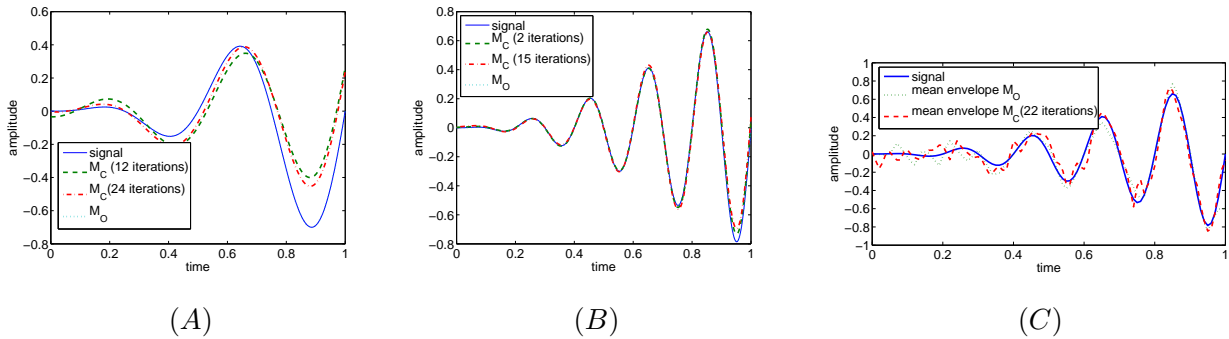 0.6
0.4
0.2
0
−0.2
−0.4
−0.6
−0.8
0 0.2 0.4 0.6 0.8 1
time
amplitude
signal
M_C (12 iterations)
M_C (24 iterations)
M_O
(A)
0.8
0.6
0.4
0.2
0
−0.2
−0.4
−0.6
−0.8
0 0.2 0.4 0.6 0.8 1
time
amplitude
signal
M_C (2 iterations)
M_C (15 iterations)
M_O
(B)
1
0.8
0.6
0.4
0.2
0
−0.2
−0.4
−0.6
−0.8
−1
0 0.2 0.4 0.6 0.8 1
time
amplitude
signal
mean envelope M_O
mean envelope M_C(22 iterations)
(C)